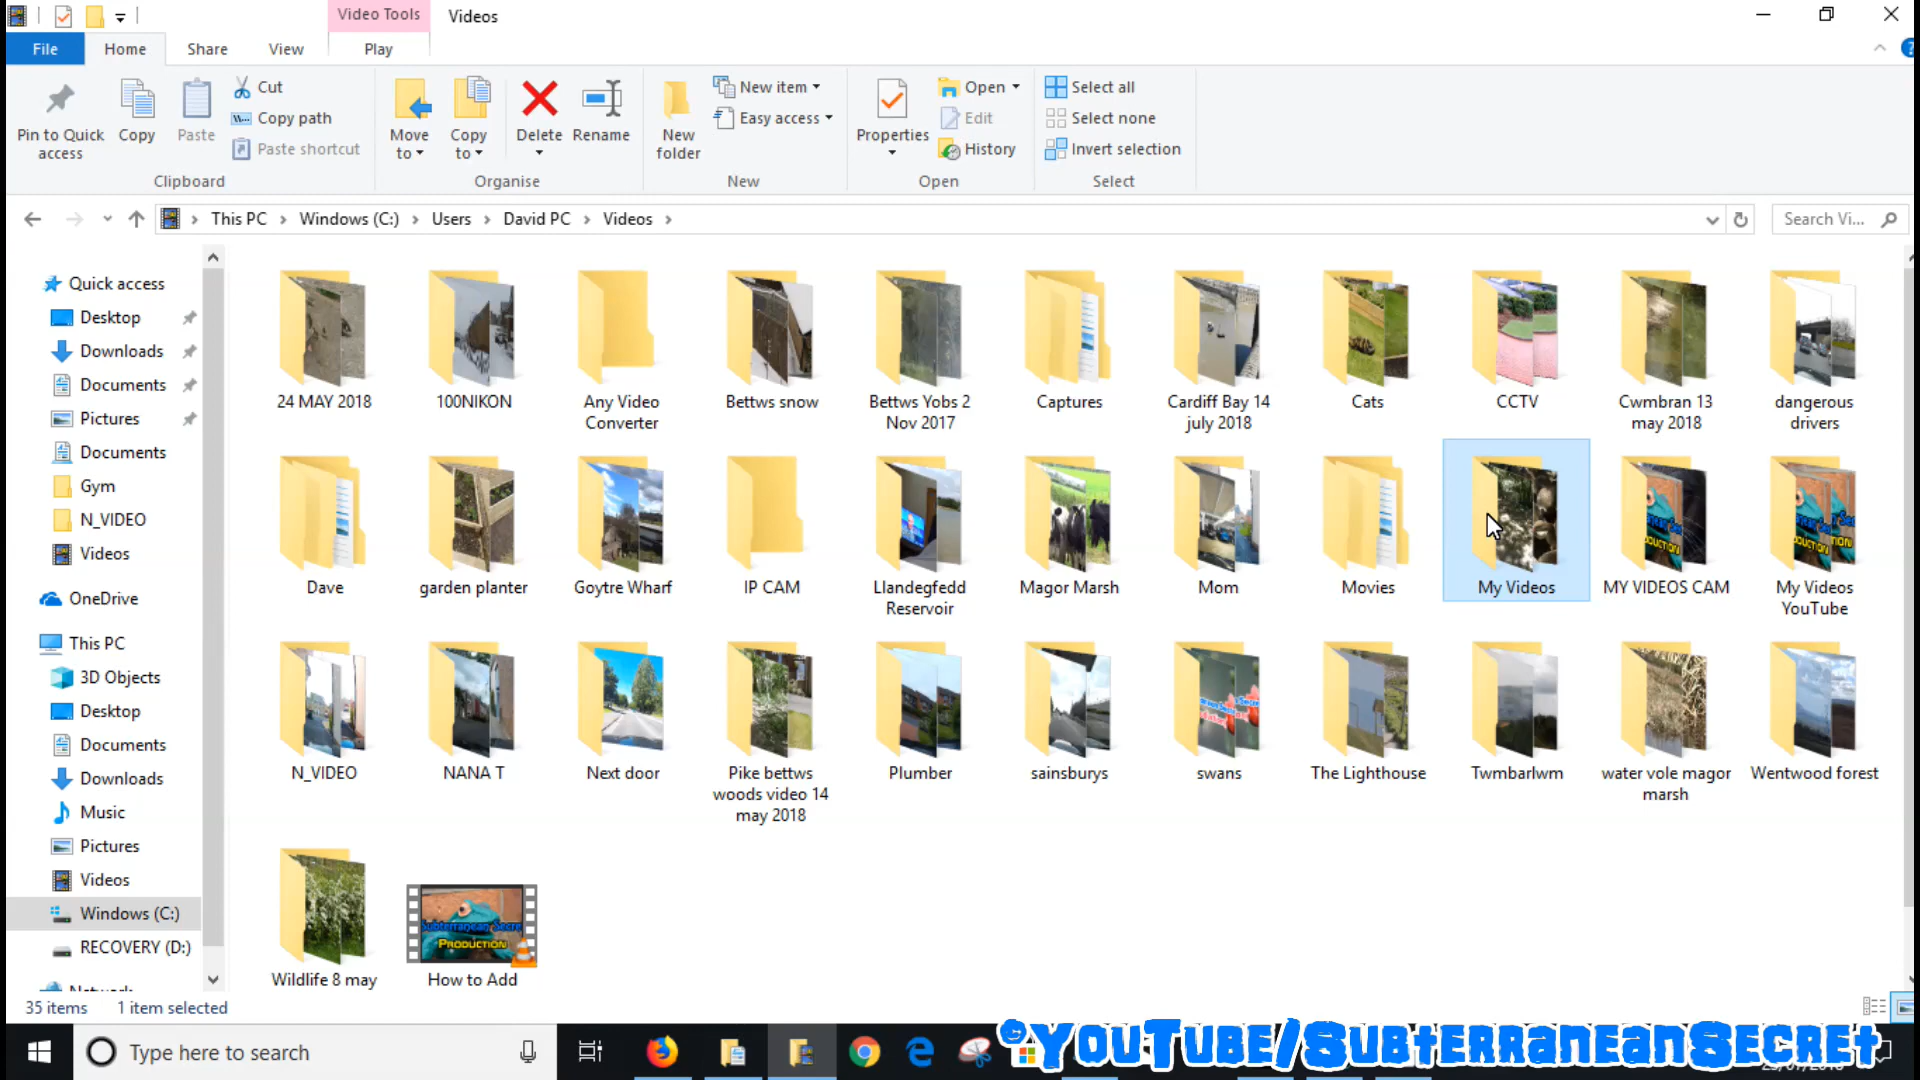 Video Tools Videos
File Home Share View Play
Pin to Quick access
Copy
Paste
Cut
Copy path
Paste shortcut
Clipboard
Move to
Copy to
Delete
Rename
Organise
New folder
New item
Easy access
New
Properties
Open
Edit
History
Open
Select all
Select none
Invert selection
Select
This PC > Windows (C:) > Users > David PC > Videos >
Search Vi...
Quick access
Desktop
Downloads
Documents
Pictures
Documents
Gym
N_VIDEO
Videos
OneDrive
This PC
3D Objects
Desktop
Documents
Downloads
Music
Pictures
Videos
Windows (C:)
RECOVERY (D:)
Network
24 MAY 2018
100NIKON
Any Video Converter
Bettws snow
Bettws Yobs 2 Nov 2017
Captures
Cardiff Bay 14 july 2018
Cats
CCTV
Cwmbran 13 may 2018
dangerous drivers
Dave
garden planter
Goytre Wharf
IP CAM
Llandegfedd Reservoir
Magor Marsh
Mom
Movies
My Videos
MY VIDEOS CAM
My Videos YouTube
N_VIDEO
NANA T
Next door
Pike bettws woods video 14 may 2018
Plumber
sainsburys
swans
The Lighthouse
Twmbarlwm
water vole magor marsh
Wentwood forest
Wildlife 8 may
Subterranean Secret
PRODUCTION
How to Add
35 items 1 item selected
Type here to search
©YouTube/SubterraneanSecret